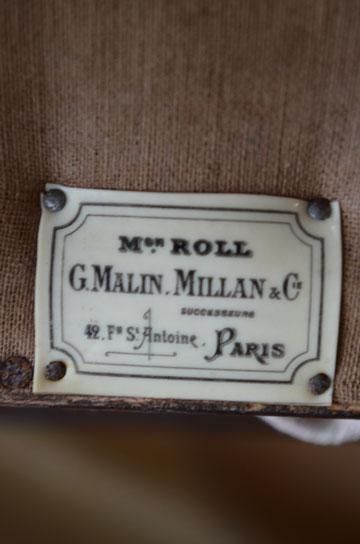 Mon ROLL
G. MALIN. MILLAN & Cie
SUCCESSEURS
42, Fg St Antoine. PARIS